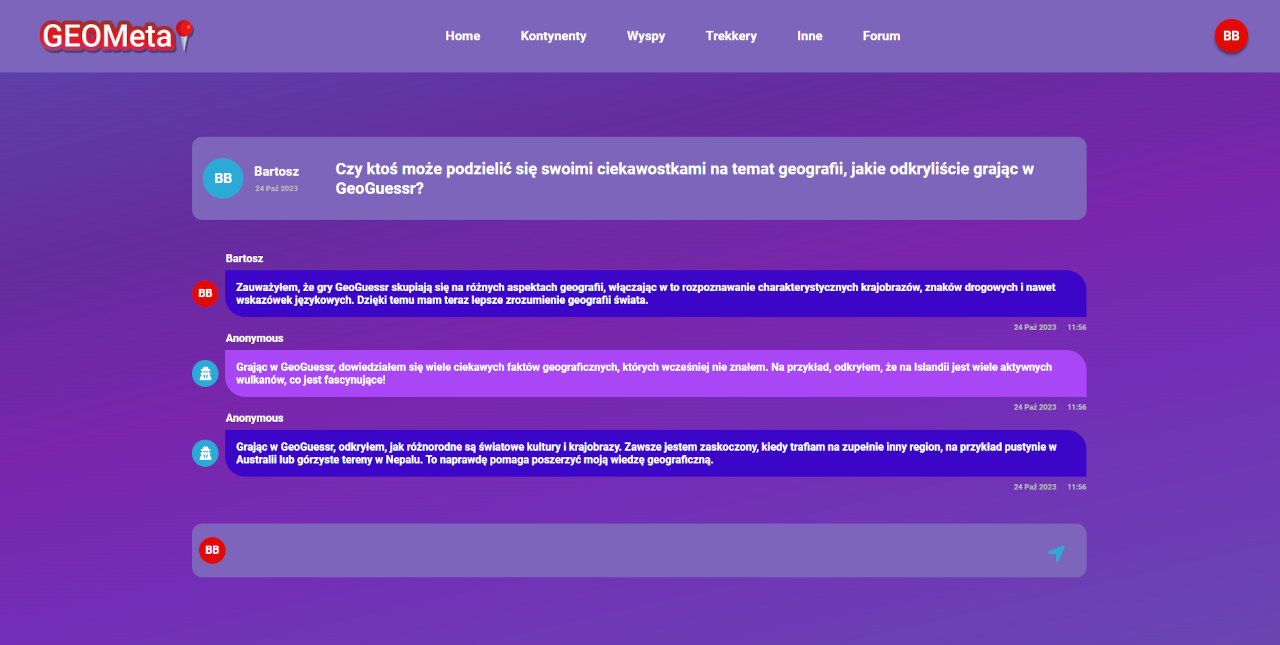 GEOMeta
Home Kontynenty Wyspy Trekkery Inne Forum
BB
BB
Bartosz
24 Paź 2023
Czy ktoś może podzielić się swoimi ciekawostkami na temat geografii, jakie odkryliście grając w
GeoGuessr?
Bartosz
BB
Zauważyłem, że gry GeoGuessr skupiają się na różnych aspektach geografii, włączając w to rozpoznawanie charakterystycznych krajobrazów, znaków drogowych i nawet
wskazówek językowych. Dzięki temu mam teraz lepsze zrozumienie geografii świata.
24 Paź 2023 11:56
Anonymous
Grając w GeoGuessr, dowiedziałem się wiele ciekawych faktów geograficznych, których wcześniej nie znałem. Na przykład, odkryłem, że na Islandii jest wiele aktywnych
wulkanów, co jest fascynujące!
24 Paź 2023 11:56
Anonymous
Grając w GeoGuessr, odkryłem, jak różnorodne są światowe kultury i krajobrazy. Zawsze jestem zaskoczony, kiedy trafiam na zupełnie inny region, na przykład pustynie w
Australii lub górzyste tereny w Nepalu. To naprawdę pomaga poszerzyć moją wiedzę geograficzną.
24 Paź 2023 11:56
BB